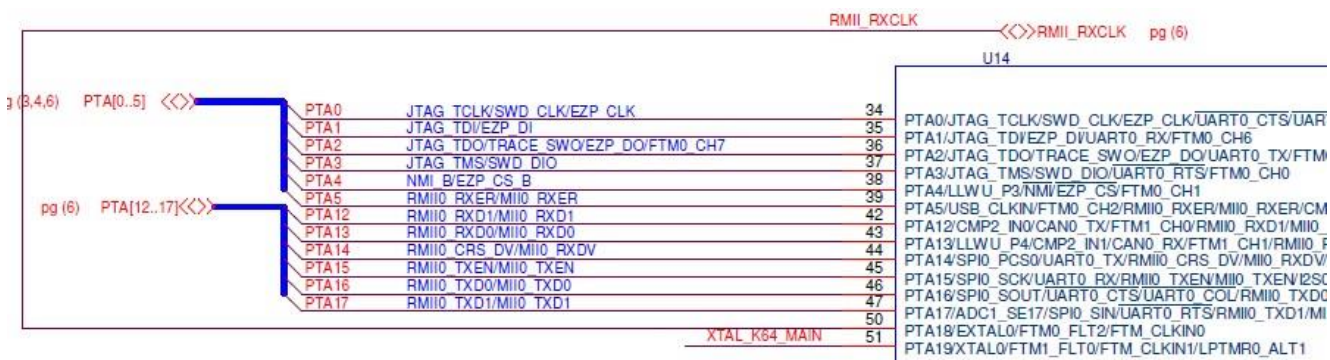 RMII_RXCLK
RMII_RXCLK pg (6)
U14
(3,4,6) PTA[0..5]
PTA0 JTAG_TCLK/SWD_CLK/EZP_CLK 34 PTA0/JTAG_TCLK/SWD_CLK/EZP_CLK/UART0_CTS/UAR
PTA1 JTAG_TDI/EZP_DI 35 PTA1/JTAG_TDI/EZP_DI/UART0_RX/FTM0_CH6
PTA2 JTAG_TDO/TRACE_SWO/EZP_DO/FTM0_CH7 36 PTA2/JTAG_TDO/TRACE_SWO/EZP_DO/UART0_TX/FTM
PTA3 JTAG_TMS/SWD_DIO 37 PTA3/JTAG_TMS/SWD_DIO/UART0_RTS/FTM0_CH0
PTA4 NMI_B/EZP_CS_B 38 PTA4/LLWU_P3/NMI/EZP_CS/FTM0_CH1
PTA5 RMII0_RXER/MII0_RXER 39 PTA5/USB_CLKIN/FTM0_CH2/RMII0_RXER/MII0_RXER/CM
pg (6) PTA[12..17]
PTA12 RMII0_RXD1/MII0_RXD1 42 PTA12/CMP2_IN0/CAN0_TX/FTM1_CH0/RMII0_RXD1/MII0_
PTA13 RMII0_RXD0/MII0_RXD0 43 PTA13/LLWU_P4/CMP2_IN1/CAN0_RX/FTM1_CH1/RMII0_
PTA14 RMII0_CRS_DV/MII0_RXDV 44 PTA14/SPI0_PCS0/UART0_TX/RMII0_CRS_DV/MII0_RXDV/
PTA15 RMII0_TXEN/MII0_TXEN 45 PTA15/SPI0_SCK/UART0_RX/RMII0_TXEN/MII0_TXEN/I2S0
PTA16 RMII0_TXD0/MII0_TXD0 46 PTA16/SPI0_SOUT/UART0_CTS/UART0_COL/RMII0_TXD0
PTA17 RMII0_TXD1/MII0_TXD1 47 PTA17/ADC1_SE17/SPI0_SIN/UART0_RTS/RMII0_TXD1/MI
50 PTA18/EXTAL0/FTM0_FLT2/FTM_CLKIN0
XTAL_K64_MAIN 51 PTA19/XTAL0/FTM1_FLT0/FTM_CLKIN1/LPTMR0_ALT1